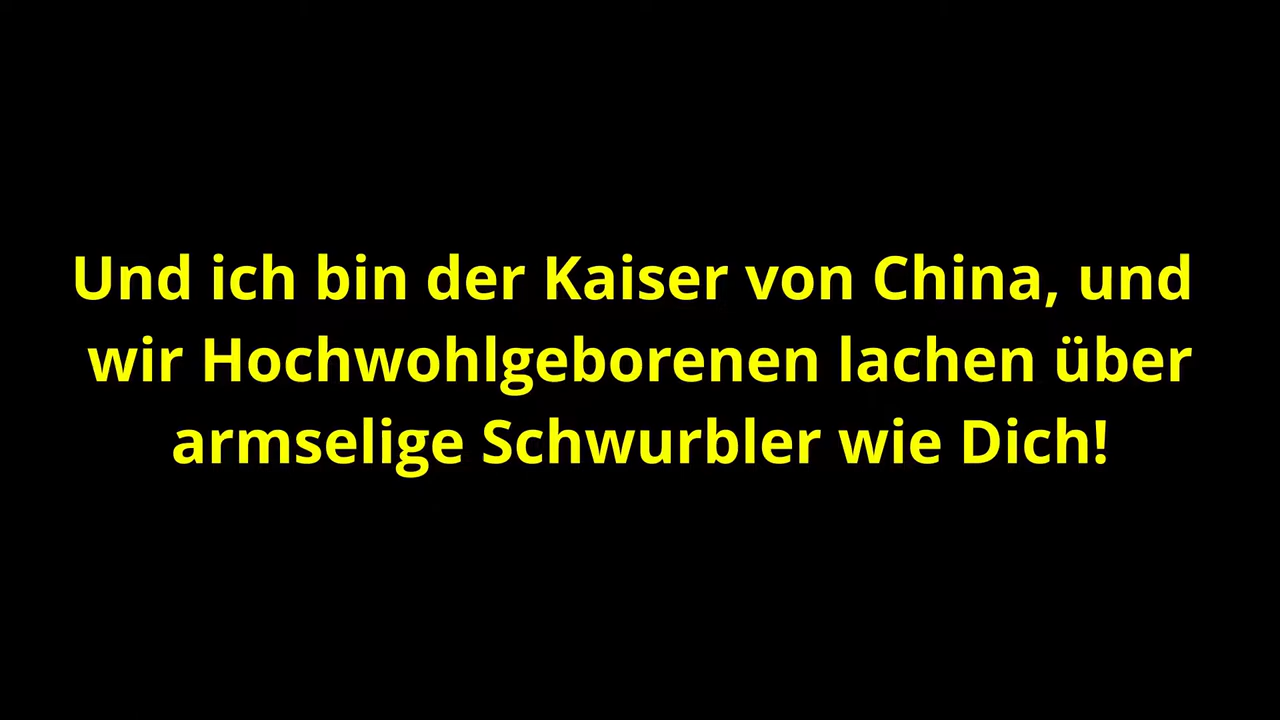 Und ich bin der Kaiser von China, und
wir Hochwohlgeborenen lachen über
armselige Schwurbler wie Dich!